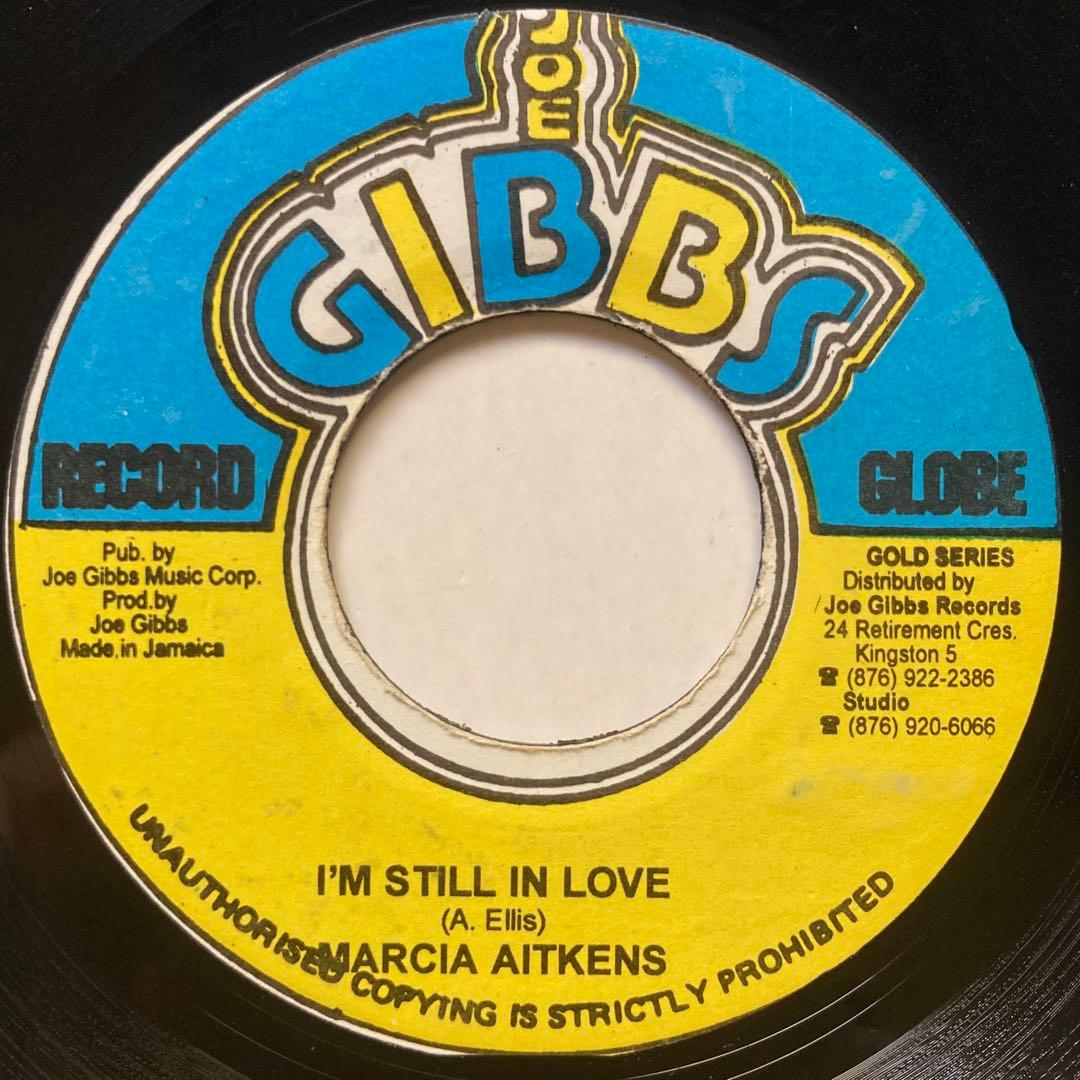 JOE
GIBBS
RECORD
GLOBE
Pub. by
Joe Gibbs Music Corp.
Prod.by
Joe Gibbs
Made in Jamaica
GOLD SERIES
Distributed by
Joe Gibbs Records
24 Retirement Cres.
Kingston 5
☎ (876) 922-2386
Studio
☎ (876) 920-6066
I'M STILL IN LOVE
(A. Ellis)
MARCIA AITKENS
UNAUTHORISED COPYING IS STRICTLY PROHIBITED